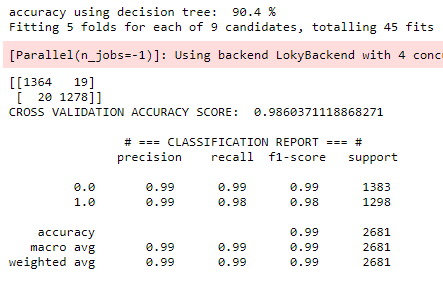 accuracy using decision tree:  90.4 %
Fitting 5 folds for each of 9 candidates, totalling 45 fits
[Parallel(n_jobs=-1)]: Using backend LokyBackend with 4
[[1364   19]
 [  20 1278]]
CROSS VALIDATION ACCURACY SCORE:  0.9860371118868271
# === CLASSIFICATION REPORT === #
precision    recall  f1-score   support
0.0       0.99      0.99      0.99      1383
1.0       0.99      0.98      0.98      1298
accuracy                           0.99      2681
macro avg       0.99      0.99      0.99      2681
weighted avg       0.99      0.99      0.99      2681